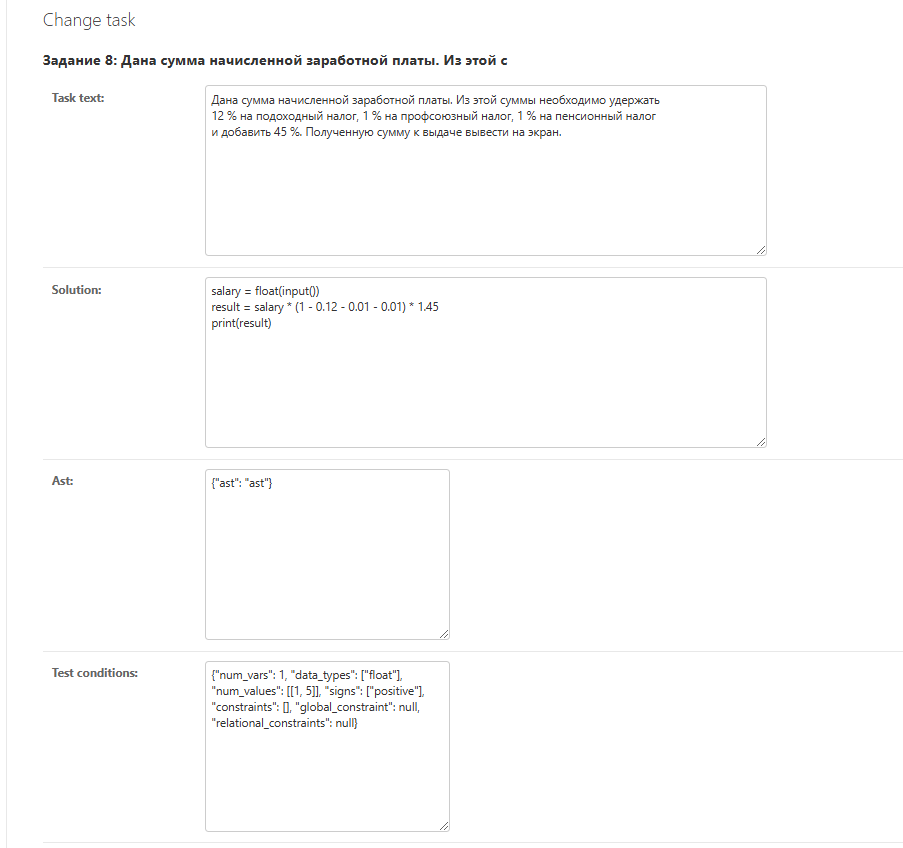 Change task
Задание 8: Дана сумма начисленной заработной платы. Из этой с
Task text:
Дана сумма начисленной заработной платы. Из этой суммы необходимо удержать
12 % на подоходный налог, 1 % на профсоюзный налог, 1 % на пенсионный налог
и добавить 45 %. Полученную сумму к выдаче вывести на экран.
Solution:
salary = float(input())
result = salary * (1 - 0.12 - 0.01 - 0.01) * 1.45
print(result)
Ast:
{"ast": "ast"}
Test conditions:
{"num_vars": 1, "data_types": ["float"],
"num_values": [[1, 5]], "signs": ["positive"],
"constraints": [], "global_constraint": null,
"relational_constraints": null}